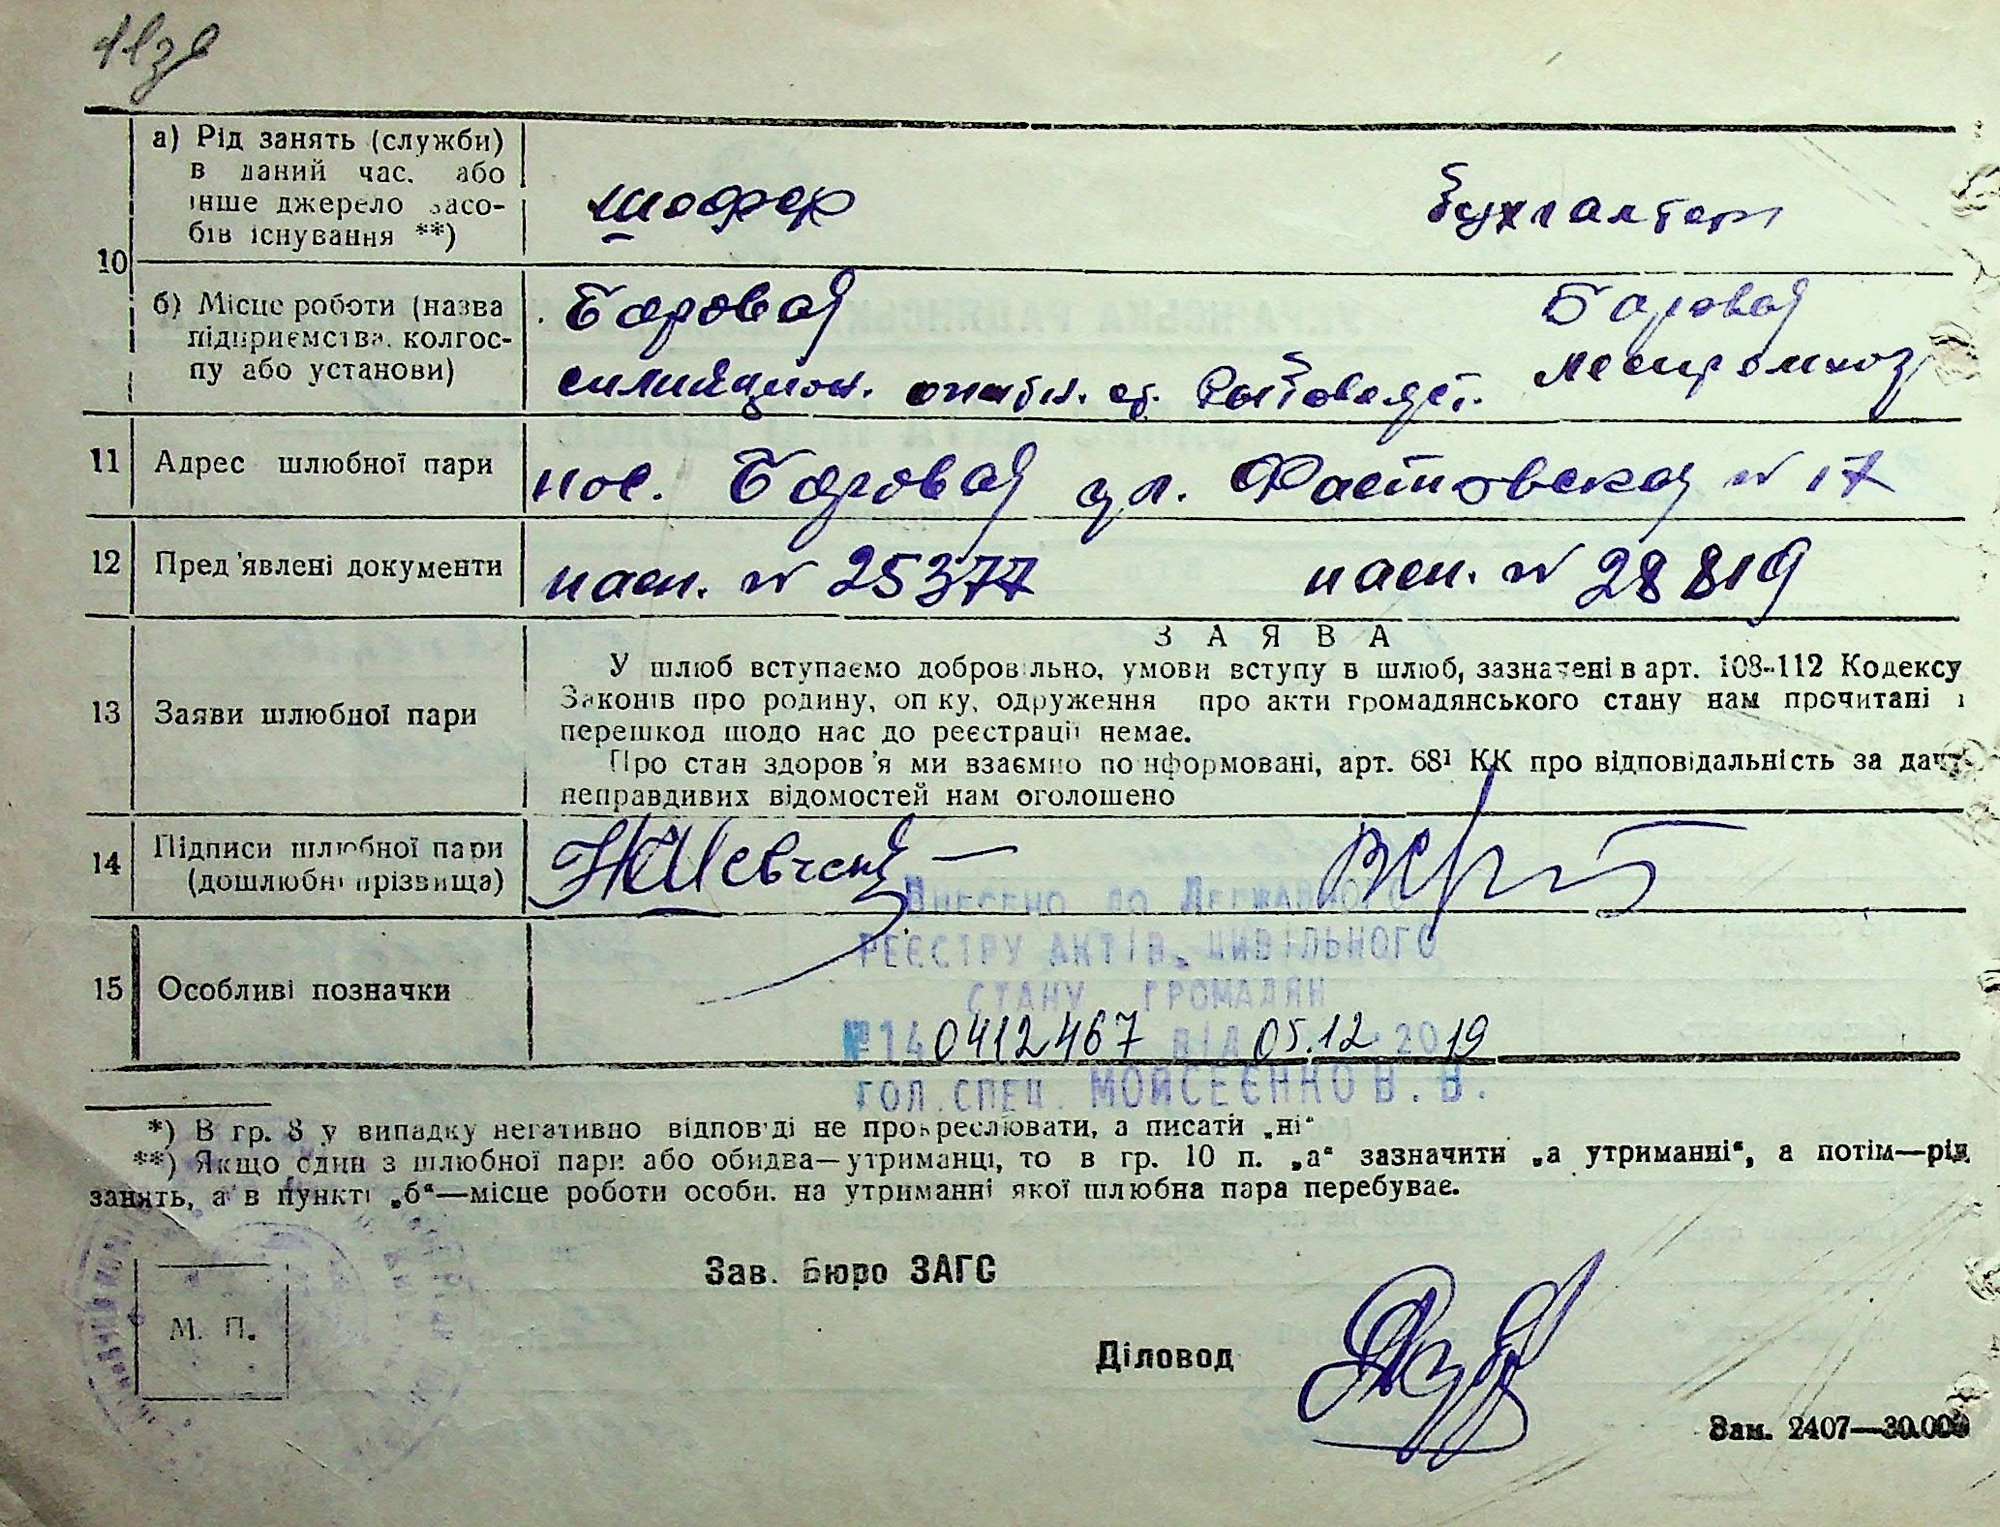 а) Рід занять (служби)
в даний час, або
інше джерело засо-
бів існування **)
шофер
бухгалтер
10
б) Місце роботи (назва
підприємства, колгос-
пу або установи)
Боровая
Боровая
11
Адрес шлюбної пари
пос. Боровая ул. Фастовская № 17
12
Пред'явлені документи
пасп. № 25377
пасп. № 28819
ЗАЯВА
13
Заяви шлюбної пари
У шлюб вступаємо добровільно, умови вступу в шлюб, зазначені в арт. 108-112 Кодексу
Законів про родину, опіку, одруження про акти громадянського стану нам прочитані і
перешкод щодо нас до реєстрації немає.
Про стан здоров'я ми взаємно поінформовані, арт. 68¹ КК про відповідальність за дачу
неправдивих відомостей нам оголошено
14
Підписи шлюбної пари
(дошлюбні прізвища)
Внесено до Державного
реєстру актів цивільного
стану громадян
15
Особливі позначки
№ 140412467 від 05.12 2019
гол. спец. Мойсеєнко В. В.
*) В гр. 8 у випадку негативно відповіді не прокреслювати, а писати „ні“
**) Якщо один з шлюбної пари або обидва—утриманці, то в гр. 10 п. „а“ зазначити „а утриманні“, а потім—рід
занять, а в пункті „б“—місце роботи особи, на утриманні якої шлюбна пара перебуває.
Зав. Бюро ЗАГС
М. П.
Діловод
Зам. 2407—30.000